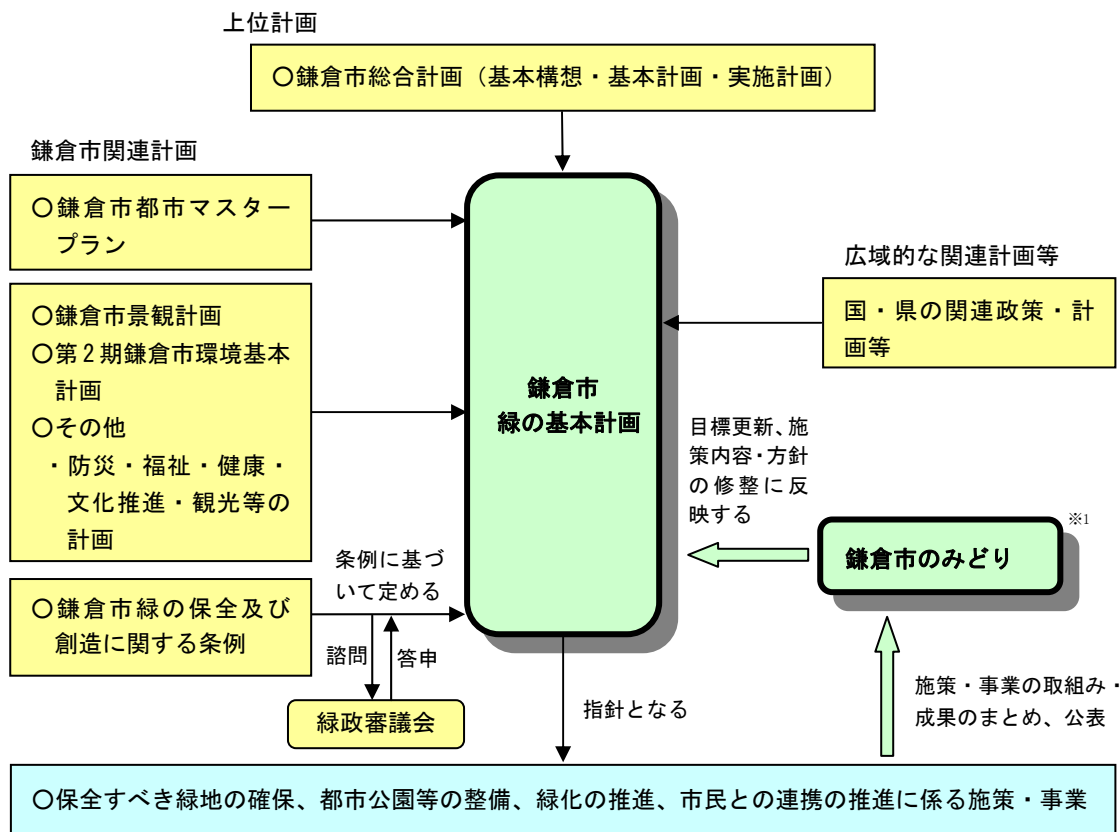 上位計画
〇鎌倉市総合計画（基本構想・基本計画・実施計画）
鎌倉市関連計画
〇鎌倉市都市マスター
プラン
〇鎌倉市景観計画
〇第2期鎌倉市環境基本
計画
〇その他
・防災・福祉・健康・
文化推進・観光等の
計画
〇鎌倉市緑の保全及び
創造に関する条例
条例に基づ
いて定める
諮問
答申
緑政審議会
鎌倉市
緑の基本計画
広域的な関連計画等
国・県の関連政策・計
画等
目標更新、施
策内容・方針
の修整に反
映する
※1
鎌倉市のみどり
施策・事業の取組み・
成果のまとめ、公表
指針となる
〇保全すべき緑地の確保、都市公園等の整備、緑化の推進、市民との連携の推進に係る施策・事業